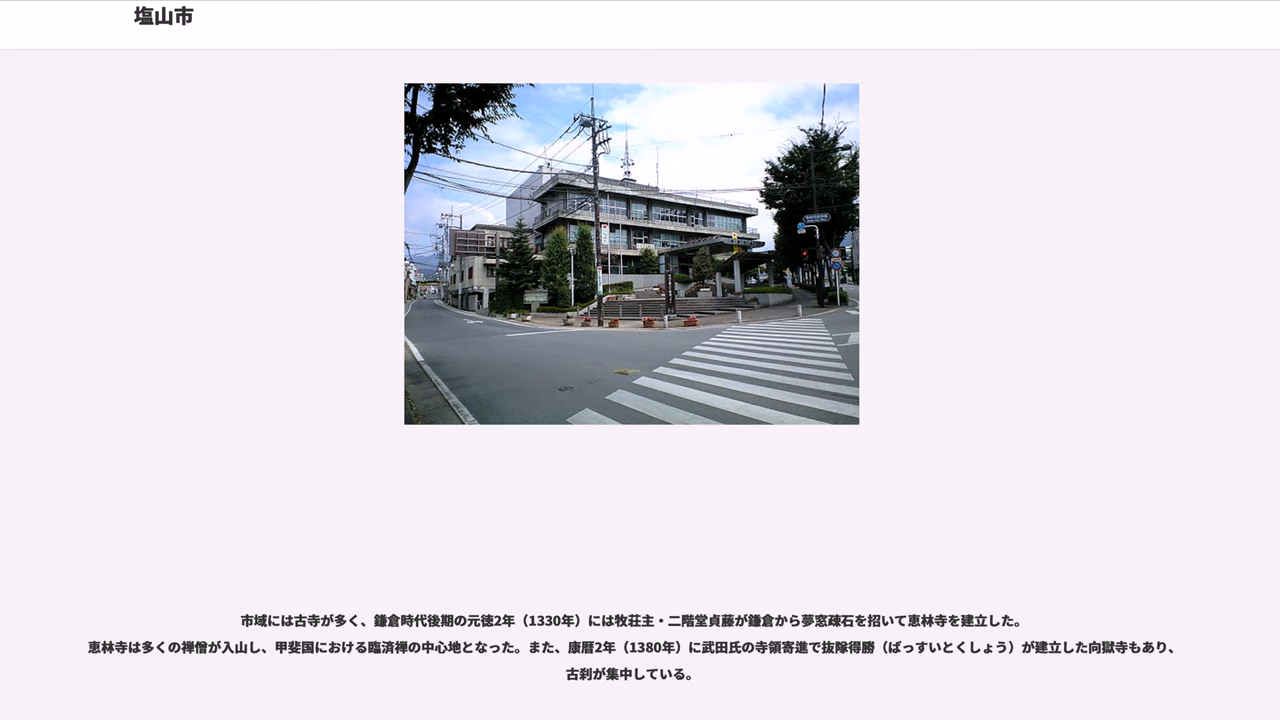 塩山市
市域には古寺が多く、鎌倉時代後期の元徳2年（1330年）には牧荘主・二階堂貞藤が鎌倉から夢窓疎石を招いて恵林寺を建立した。
恵林寺は多くの禅僧が入山し、甲斐国における臨済禅の中心地となった。また、康暦2年（1380年）に武田氏の寺領寄進で抜隊得勝（ばっすいとくしょう）が建立した向嶽寺もあり、
古刹が集中している。